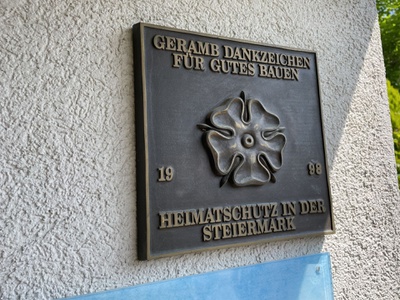 GERAMB DANKZEICHEN
FÜR GUTES BAUEN
19 98
HEIMATSCHUTZ IN DER
STEIERMARK